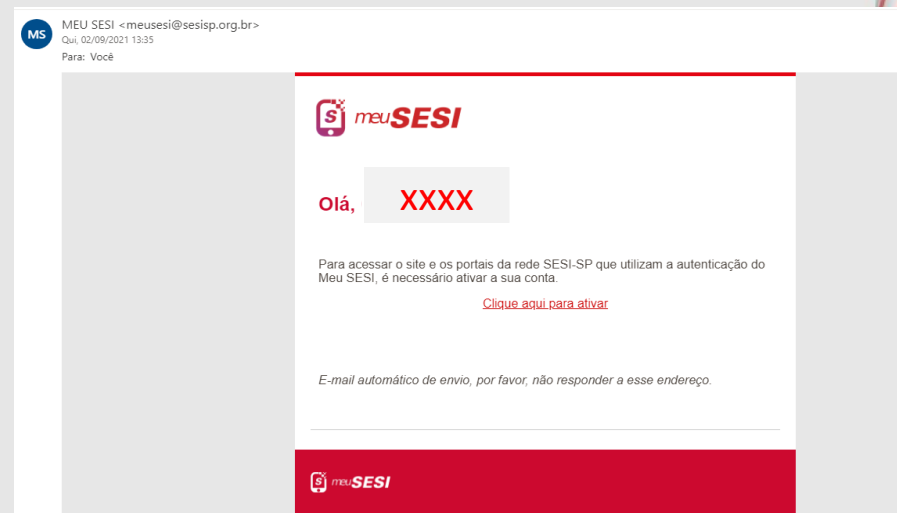 MS
MEU SESI <meusesi@sesisp.org.br>
Qui, 02/09/2021 13:35
Para: Você
S meuSESI
Olá, XXXX
Para acessar o site e os portais da rede SESI-SP que utilizam a autenticação do
Meu SESI, é necessário ativar a sua conta.
Clique aqui para ativar
E-mail automático de envio, por favor, não responder a esse endereço.
S meuSESI